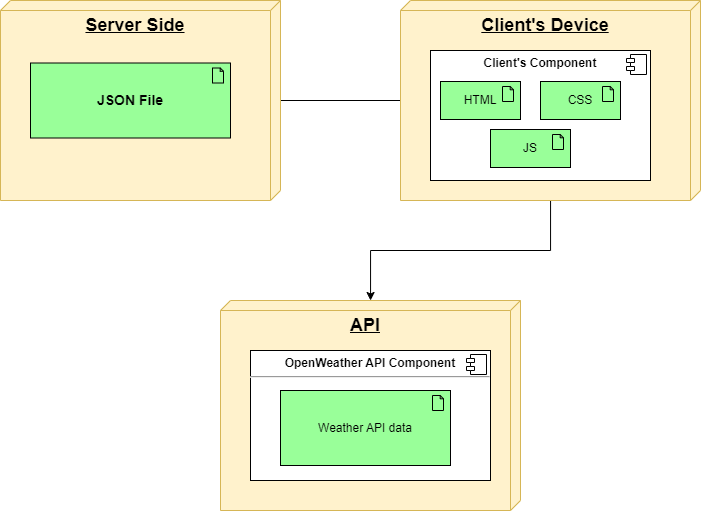 Server Side
JSON File
Client's Device
Client's Component
HTML
CSS
JS
API
OpenWeather API Component
Weather API data